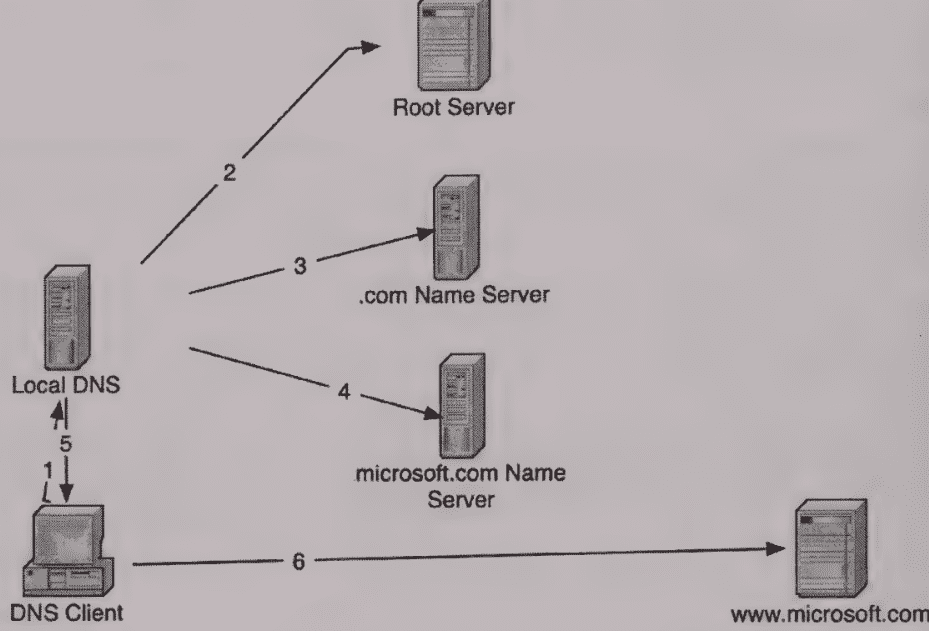 Root Server
2
3
.com Name Server
Local DNS
4
5
1
microsoft.com Name
Server
6
DNS Client
www.microsoft.com